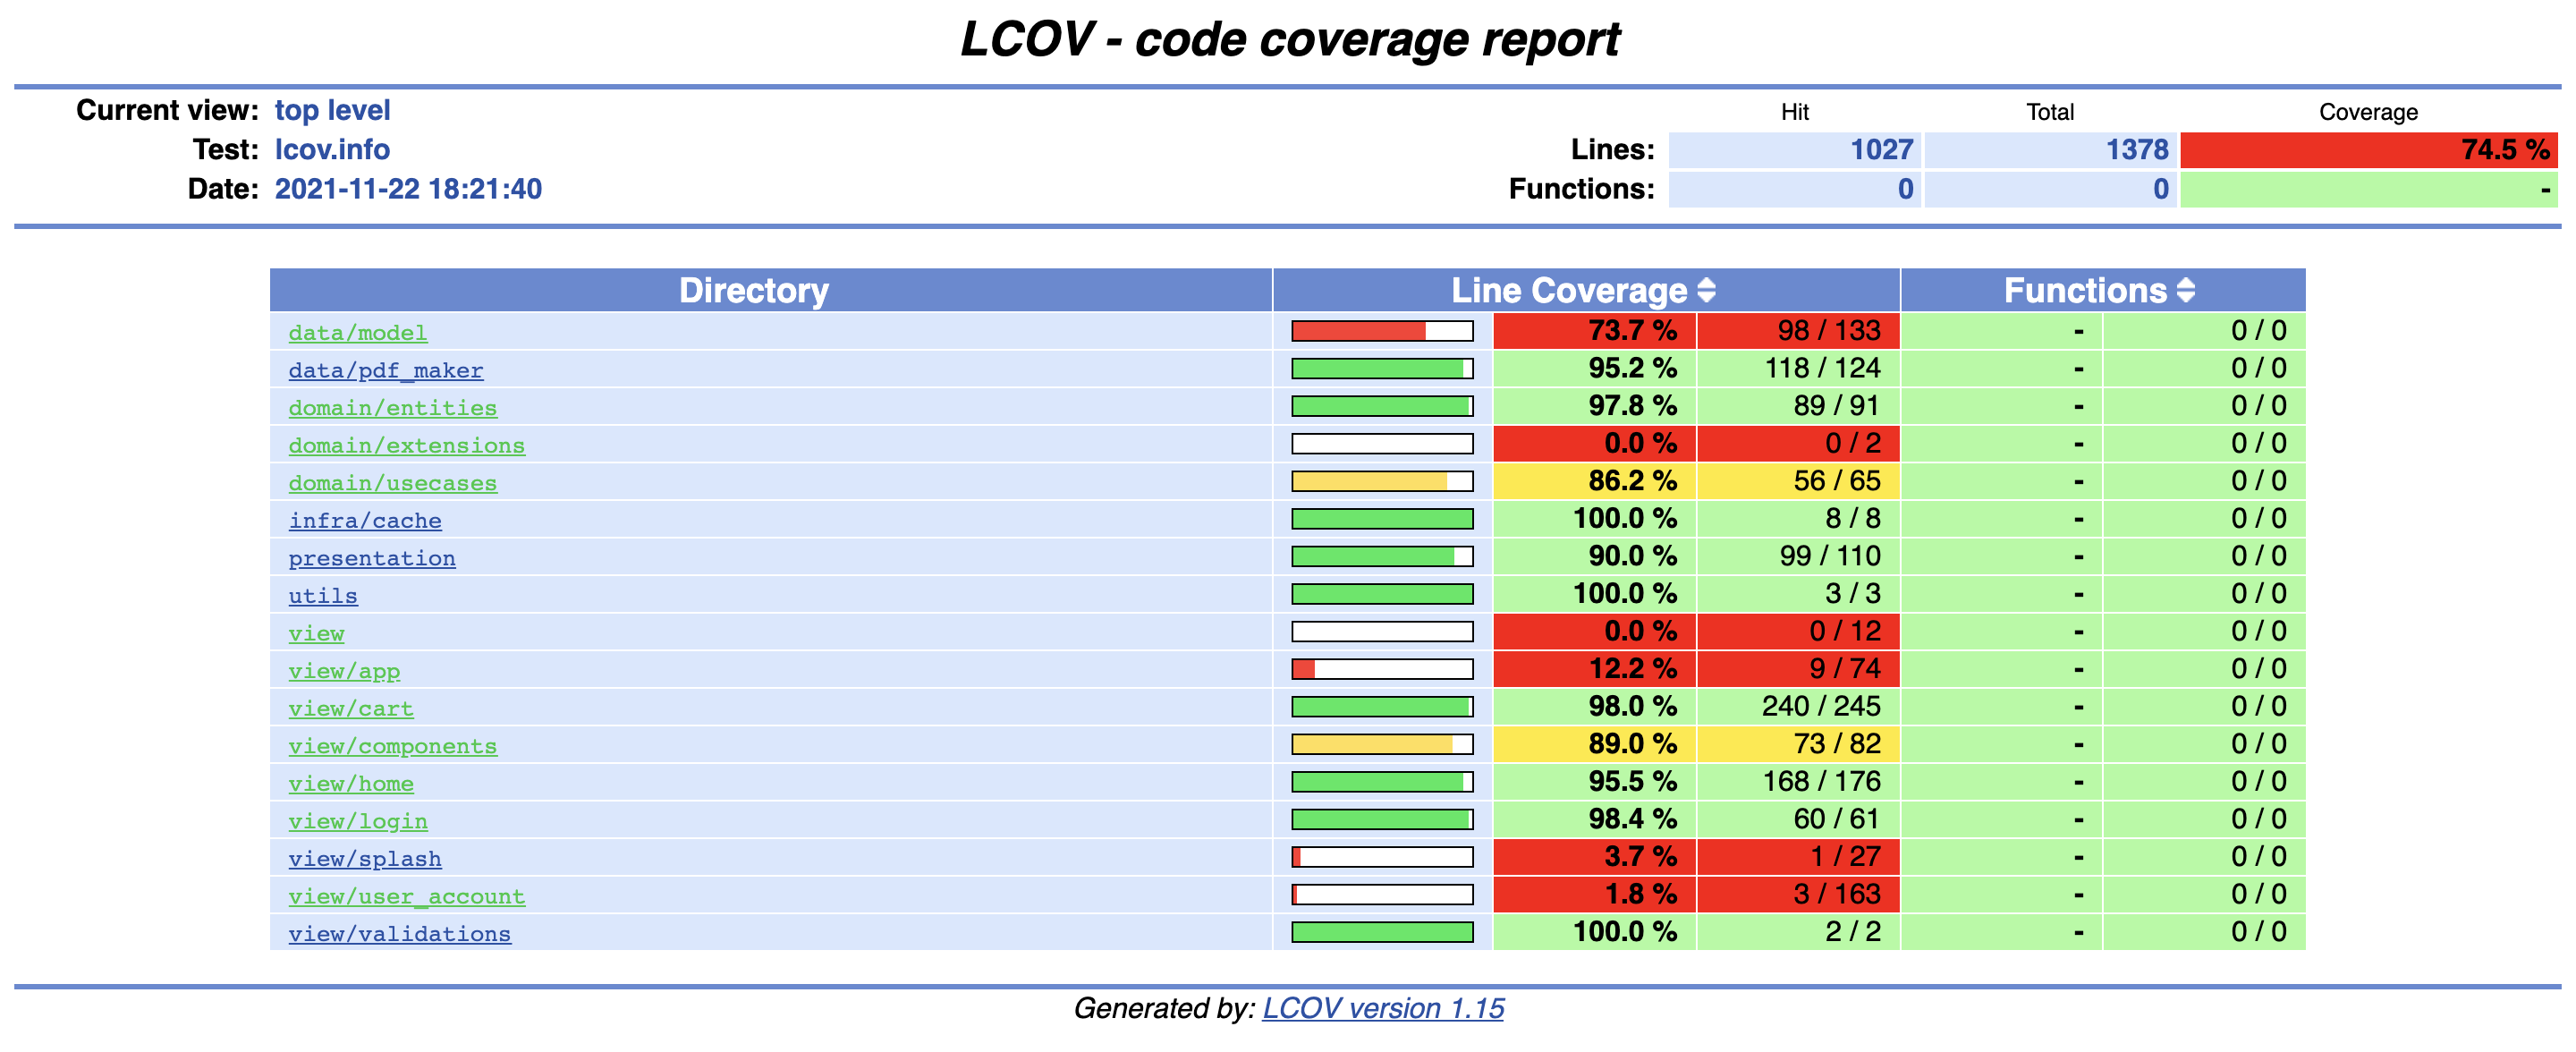 LCOV - code coverage report
Current view: top level
Hit Total Coverage
Test: lcov.info
Lines: 1027 1378 74.5 %
Date: 2021-11-22 18:21:40
Functions: 0 0 -
Directory Line Coverage Functions
data/model 73.7 % 98 / 133 - 0 / 0
data/pdf_maker 95.2 % 118 / 124 - 0 / 0
domain/entities 97.8 % 89 / 91 - 0 / 0
domain/extensions 0.0 % 0 / 2 - 0 / 0
domain/usecases 86.2 % 56 / 65 - 0 / 0
infra/cache 100.0 % 8 / 8 - 0 / 0
presentation 90.0 % 99 / 110 - 0 / 0
utils 100.0 % 3 / 3 - 0 / 0
view 0.0 % 0 / 12 - 0 / 0
view/app 12.2 % 9 / 74 - 0 / 0
view/cart 98.0 % 240 / 245 - 0 / 0
view/components 89.0 % 73 / 82 - 0 / 0
view/home 95.5 % 168 / 176 - 0 / 0
view/login 98.4 % 60 / 61 - 0 / 0
view/splash 3.7 % 1 / 27 - 0 / 0
view/user_account 1.8 % 3 / 163 - 0 / 0
view/validations 100.0 % 2 / 2 - 0 / 0
Generated by: LCOV version 1.15